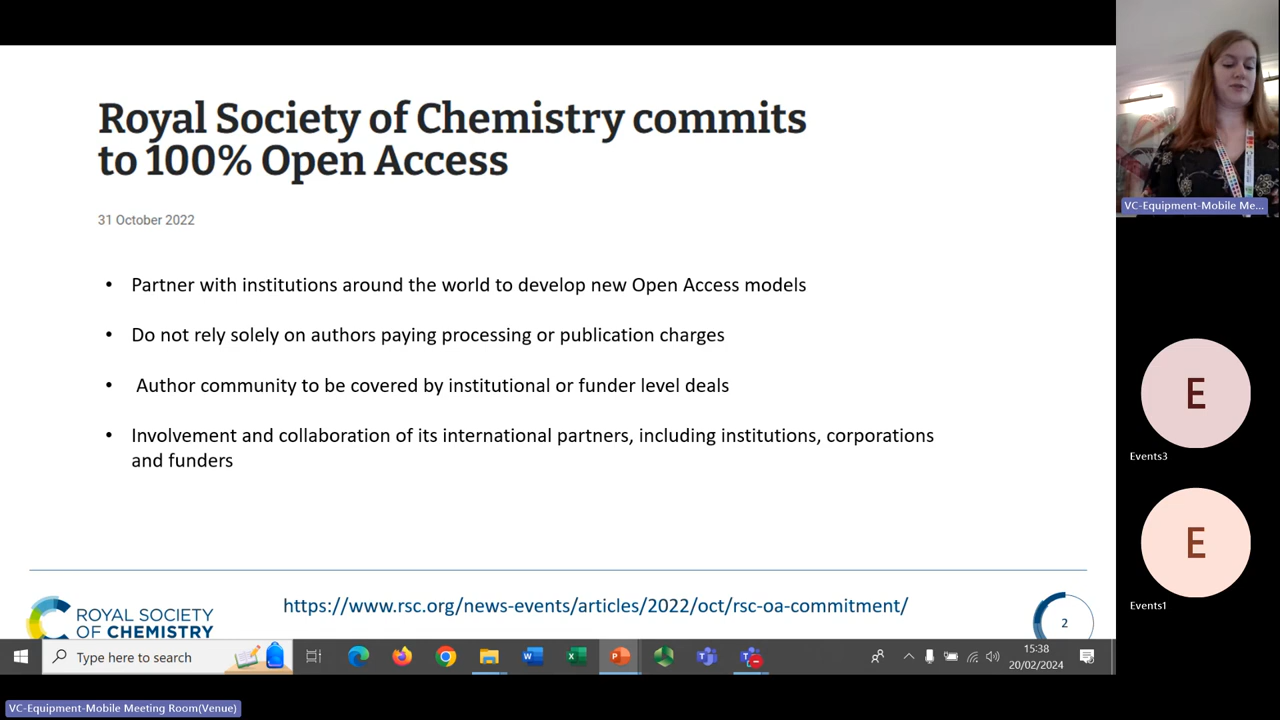 Royal Society of Chemistry commits
to 100% Open Access
31 October 2022
• Partner with institutions around the world to develop new Open Access models
• Do not rely solely on authors paying processing or publication charges
• Author community to be covered by institutional or funder level deals
• Involvement and collaboration of its international partners, including institutions, corporations
and funders
https://www.rsc.org/news-events/articles/2022/oct/rsc-oa-commitment/
ROYAL SOCIETY
OF CHEMISTRY
2
Type here to search
15:38
20/02/2024
VC-Equipment-Mobile Me...
E
Events3
E
Events1
VC-Equipment-Mobile Meeting Room(Venue)